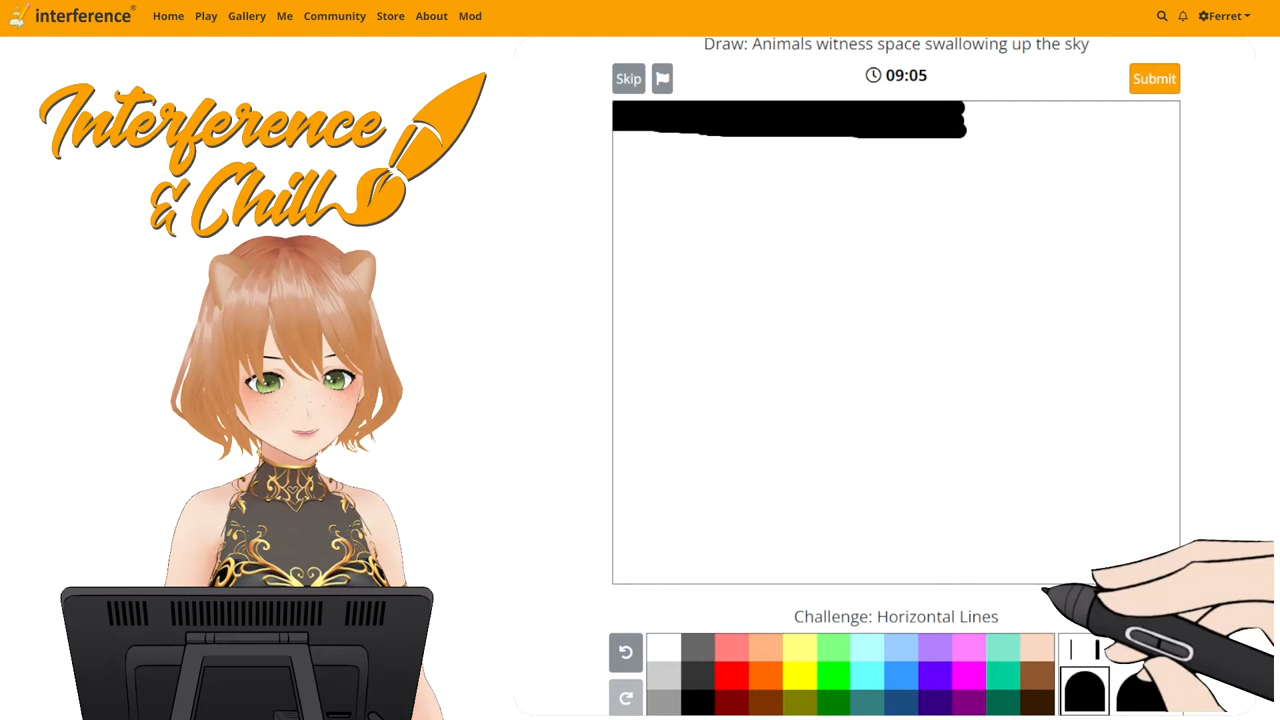 interference®
Home Play Gallery Me Community Store About Mod
Ferret
Interference
& Chill
Draw: Animals witness space swallowing up the sky
Skip
09:05
Submit
Challenge: Horizontal Lines